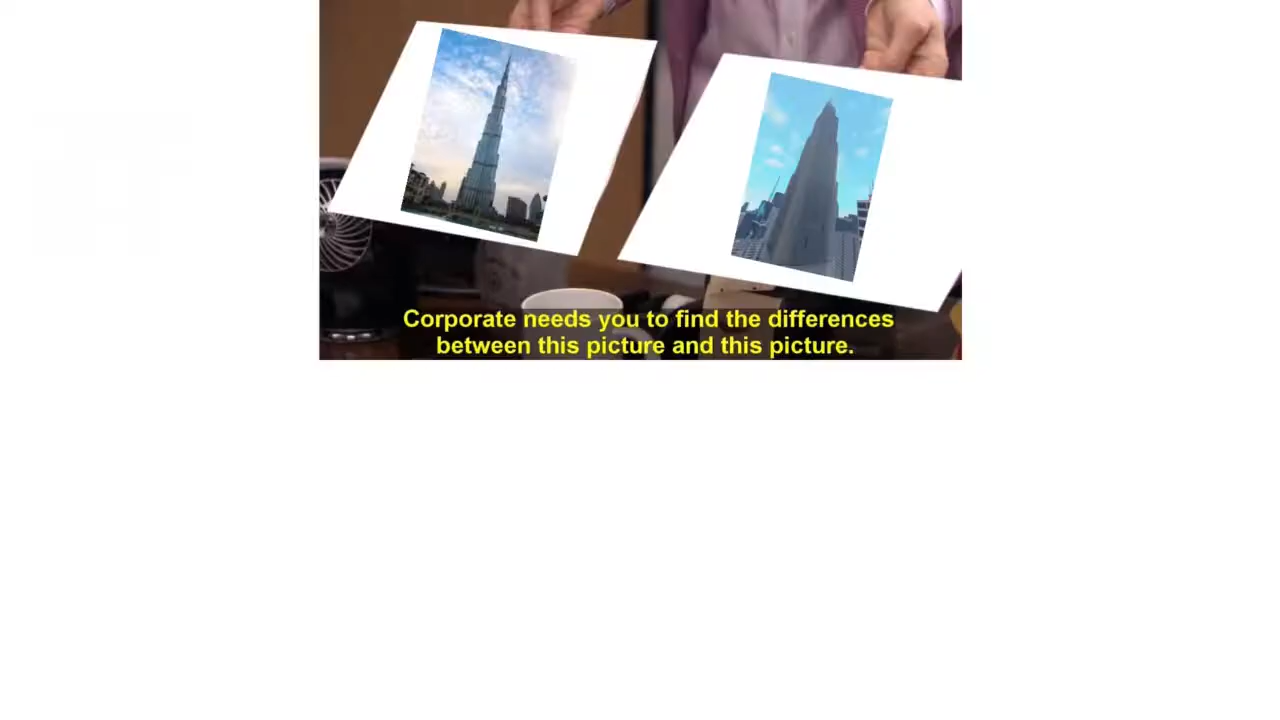 Corporate needs you to find the differences
between this picture and this picture.